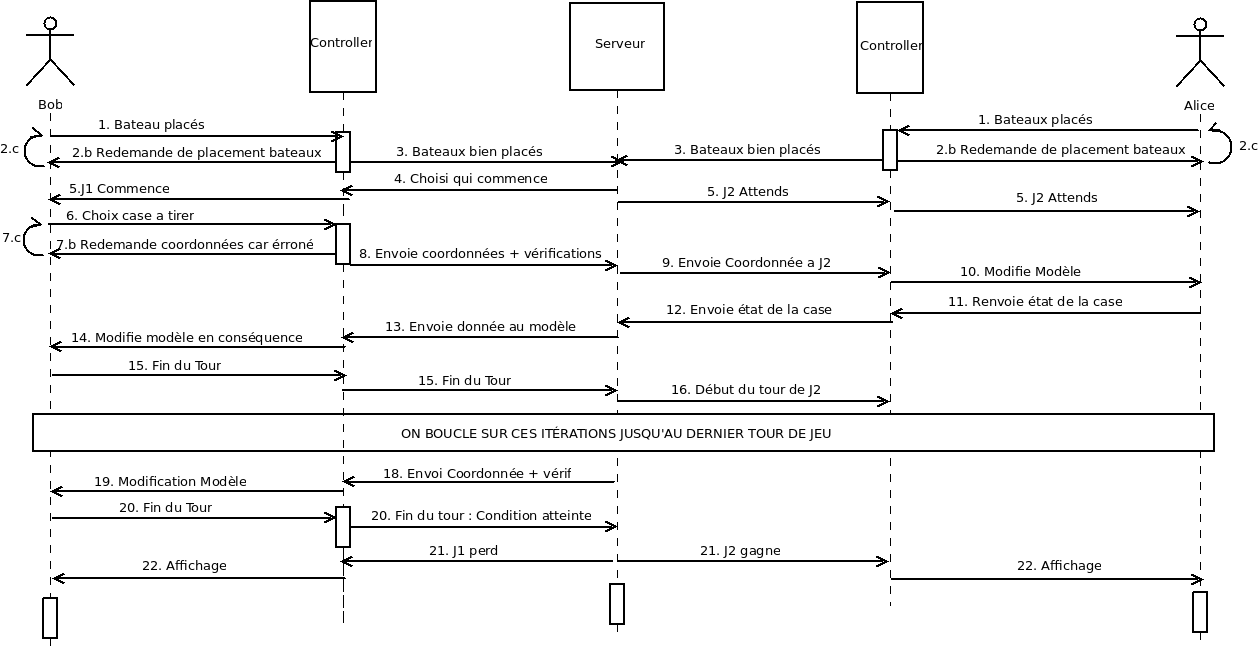 Controller
Serveur
Controller
Bob
Alice
1. Bateau placés
1. Bateaux placés
2.c
2.b Redemande de placement bateaux
3. Bateaux bien placés
3. Bateaux bien placés
2.b Redemande de placement bateaux
2.c
4. Choisi qui commence
5.J1 Commence
5. J2 Attends
5. J2 Attends
6. Choix case a tirer
7.c
7.b Redemande coordonnées car érroné
8. Envoie coordonnées + vérifications
9. Envoie Coordonnée a J2
10. Modifie Modèle
11. Renvoie état de la case
12. Envoie état de la case
13. Envoie donnée au modèle
14. Modifie modèle en conséquence
15. Fin du Tour
15. Fin du Tour
16. Début du tour de J2
ON BOUCLE SUR CES ITÉRATIONS JUSQU'AU DERNIER TOUR DE JEU
18. Envoi Coordonnée + vérif
19. Modification Modèle
20. Fin du Tour
20. Fin du tour : Condition atteinte
21. J1 perd
21. J2 gagne
22. Affichage
22. Affichage